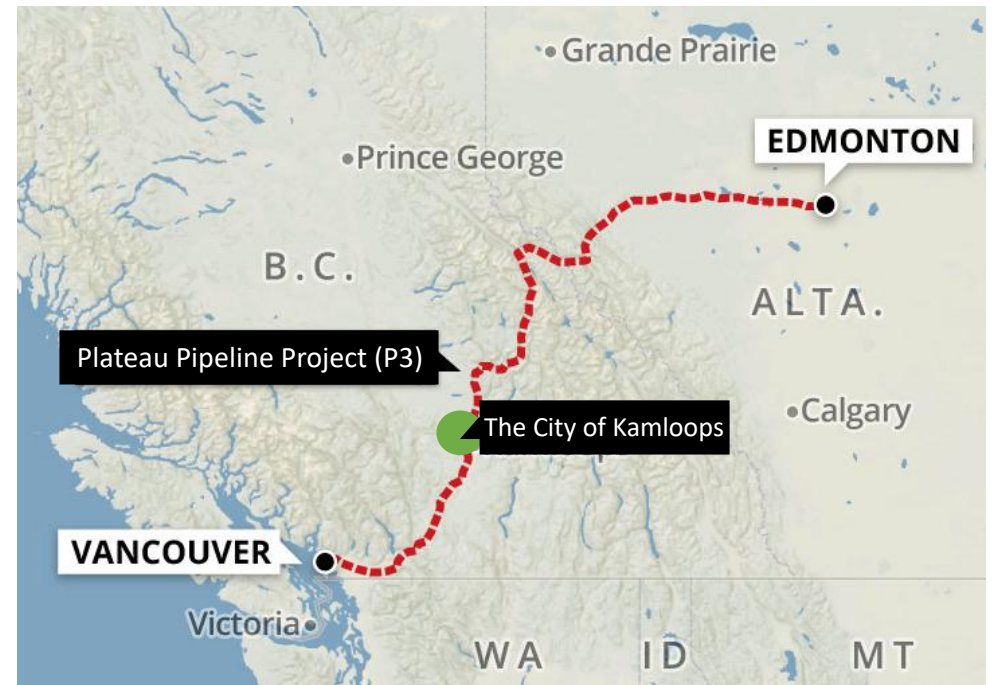 Grande Prairie
EDMONTON
Prince George
B.C.
ALTA.
Plateau Pipeline Project (P3)
Calgary
The City of Kamloops
VANCOUVER
Victoria
WA
ID
MT